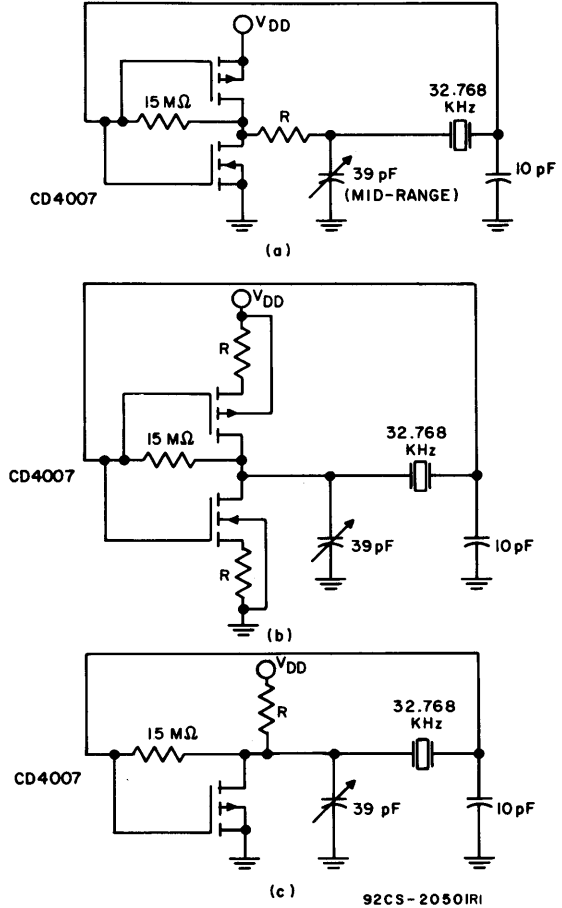 VDD
15 MΩ
R
32.768
KHz
39 pF
(MID-RANGE)
10 pF
CD4007
(a)
VDD
R
15 MΩ
32.768
KHz
CD4007
39 pF
10 pF
R
(b)
VDD
R
15 MΩ
32.768
KHz
CD4007
39 pF
10 pF
(c)
92CS-20501RI